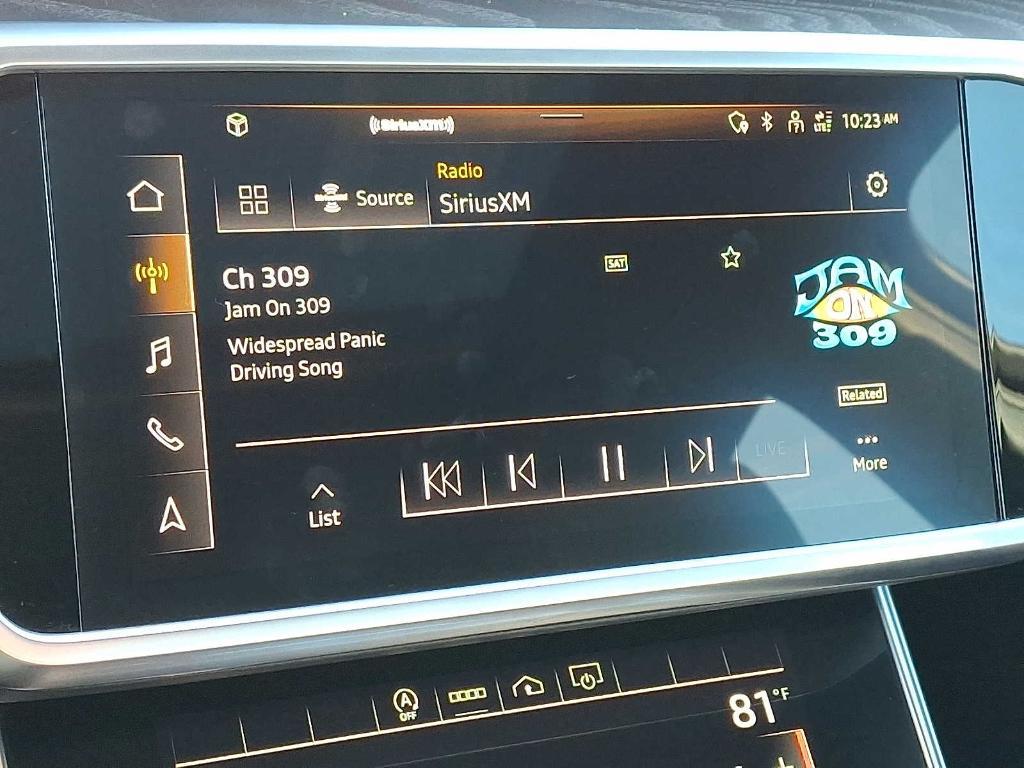 ((SiriusXM))
LTE 10:23 AM
Radio
Source SiriusXM
Ch 309
SAT
Jam On 309
JAM
ON
309
Widespread Panic
Driving Song
Related
LIVE
More
List
A
OFF
81°F
+